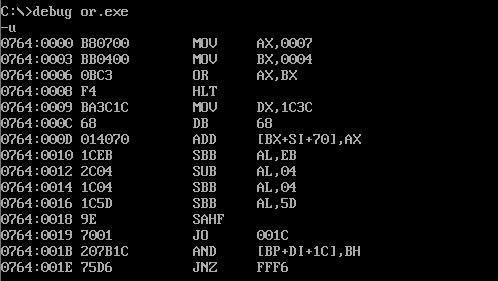 C:\>debug or.exe
-u
0764:0000 B80700 MOV AX,0007
0764:0003 BB0400 MOV BX,0004
0764:0006 0BC3 OR AX,BX
0764:0008 F4 HLT
0764:0009 BA3C1C MOV DX,1C3C
0764:000C 68 DB 68
0764:000D 014070 ADD [BX+SI+70],AX
0764:0010 1CEB SBB AL,EB
0764:0012 2C04 SUB AL,04
0764:0014 1C04 SBB AL,04
0764:0016 1C5D SBB AL,5D
0764:0018 9E SAHF
0764:0019 7001 JO 001C
0764:001B 207B1C AND [BP+DI+1C],BH
0764:001E 75D6 JNZ FFF6